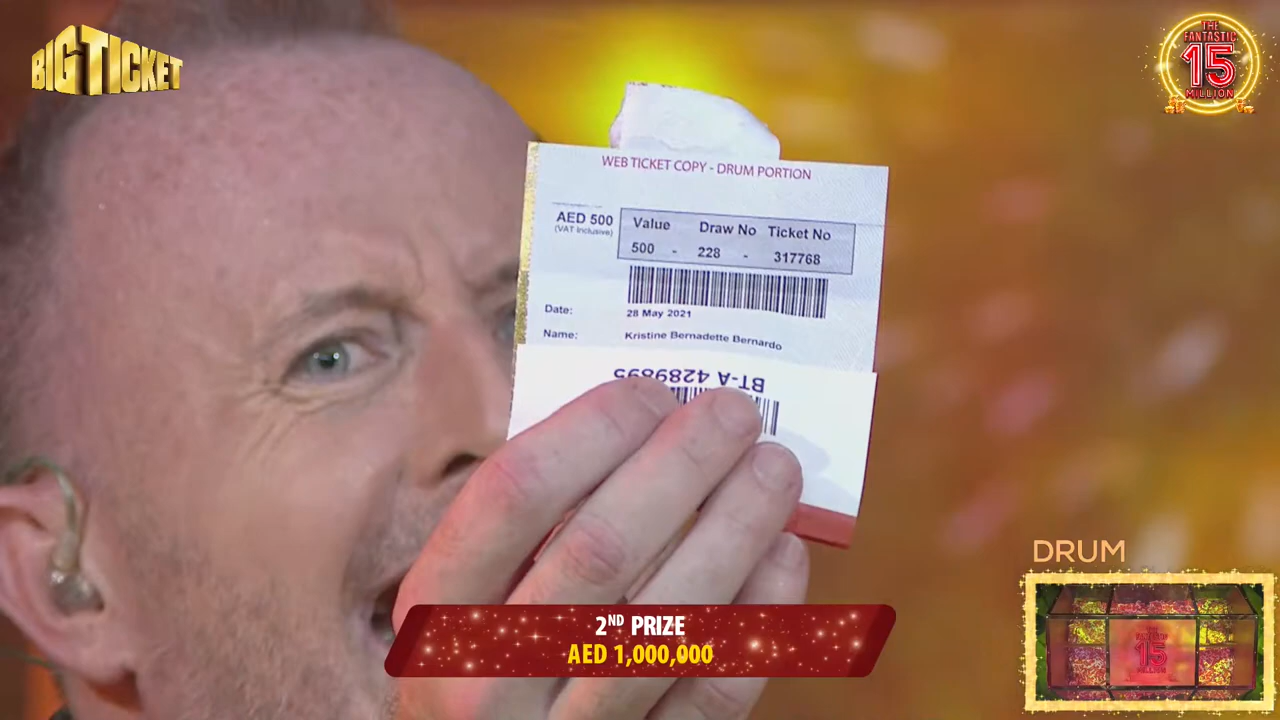 BIG TICKET
THE
FANTASTIC
15
MILLION
WEB TICKET COPY - DRUM PORTION
AED 500
(VAT Inclusive)
Value Draw No Ticket No
500 - 228 - 317768
Date: 28 May 2021
Name: Kristine Bernadette Bernardo
BT-A 4289895
DRUM
15
2ND PRIZE
AED 1,000,000